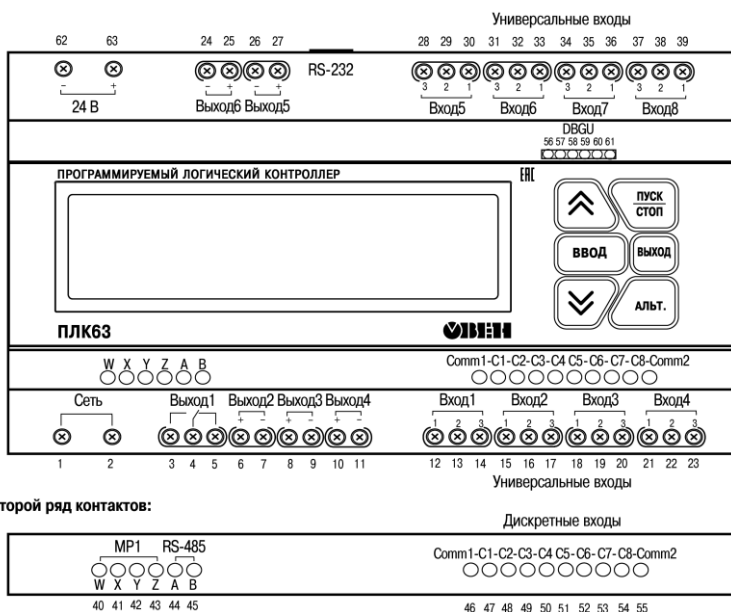 Универсальные входы
62 63 24 25 26 27 28 29 30 31 32 33 34 35 36 37 38 39
RS-232
− + − + − + 3 2 1 3 2 1 3 2 1 3 2 1
24 В Выход6 Выход5 Вход5 Вход6 Вход7 Вход8
DBGU
56 57 58 59 60 61
ПРОГРАММИРУЕМЫЙ ЛОГИЧЕСКИЙ КОНТРОЛЛЕР EAC
ПУСК
СТОП
ВВОД ВЫХОД
АЛЬТ.
ПЛК63 ОВЕН
W X Y Z A B Comm1-C1-C2-C3-C4 C5-C6-C7-C8-Comm2
Сеть Выход1 Выход2 Выход3 Выход4 Вход1 Вход2 Вход3 Вход4
+ − + − + − 1 2 3 1 2 3 1 2 3 1 2 3
1 2 3 4 5 6 7 8 9 10 11 12 13 14 15 16 17 18 19 20 21 22 23
Универсальные входы
торой ряд контактов:
Дискретные входы
MP1 RS-485 Comm1-C1-C2-C3-C4 C5-C6-C7-C8-Comm2
W X Y Z A B
40 41 42 43 44 45 46 47 48 49 50 51 52 53 54 55